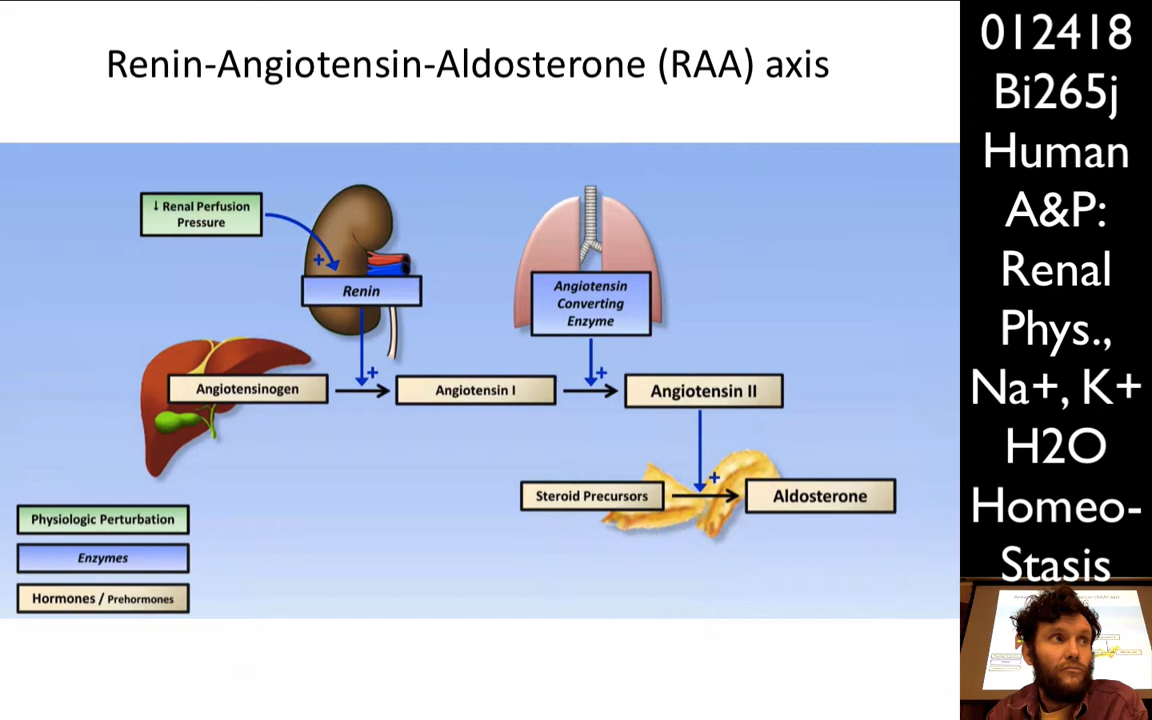 Renin-Angiotensin-Aldosterone (RAA) axis
↓ Renal Perfusion
Pressure
+
Renin
+
Angiotensin
Converting
Enzyme
+
Angiotensinogen
Angiotensin I
Angiotensin II
+
Steroid Precursors
Aldosterone
Physiologic Perturbation
Enzymes
Hormones / Prehormones
012418
Bi265j
Human
A&P:
Renal
Phys.,
Na+, K+
H2O
Homeo-
Stasis